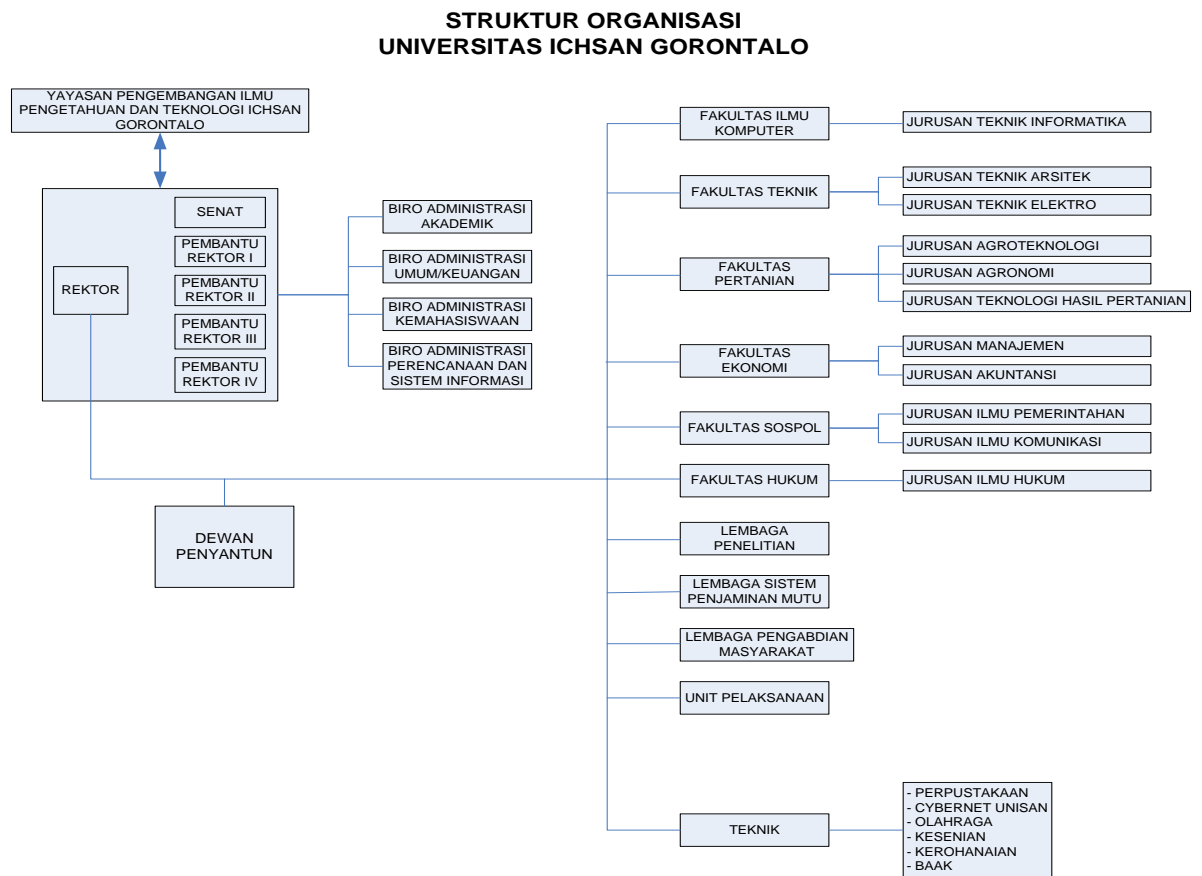 STRUKTUR ORGANISASI
UNIVERSITAS ICHSAN GORONTALO
YAYASAN PENGEMBANGAN ILMU
PENGETAHUAN DAN TEKNOLOGI ICHSAN
GORONTALO
REKTOR
SENAT
PEMBANTU
REKTOR I
PEMBANTU
REKTOR II
PEMBANTU
REKTOR III
PEMBANTU
REKTOR IV
BIRO ADMINISTRASI
AKADEMIK
BIRO ADMINISTRASI
UMUM/KEUANGAN
BIRO ADMINISTRASI
KEMAHASISWAAN
BIRO ADMINISTRASI
PERENCANAAN DAN
SISTEM INFORMASI
DEWAN
PENYANTUN
FAKULTAS ILMU
KOMPUTER
JURUSAN TEKNIK INFORMATIKA
FAKULTAS TEKNIK
JURUSAN TEKNIK ARSITEK
JURUSAN TEKNIK ELEKTRO
FAKULTAS
PERTANIAN
JURUSAN AGROTEKNOLOGI
JURUSAN AGRONOMI
JURUSAN TEKNOLOGI HASIL PERTANIAN
FAKULTAS
EKONOMI
JURUSAN MANAJEMEN
JURUSAN AKUNTANSI
FAKULTAS SOSPOL
JURUSAN ILMU PEMERINTAHAN
JURUSAN ILMU KOMUNIKASI
FAKULTAS HUKUM
JURUSAN ILMU HUKUM
LEMBAGA
PENELITIAN
LEMBAGA SISTEM
PENJAMINAN MUTU
LEMBAGA PENGABDIAN
MASYARAKAT
UNIT PELAKSANAAN
TEKNIK
- PERPUSTAKAAN
- CYBERNET UNISAN
- OLAHRAGA
- KESENIAN
- KEROHANAIAN
- BAAK